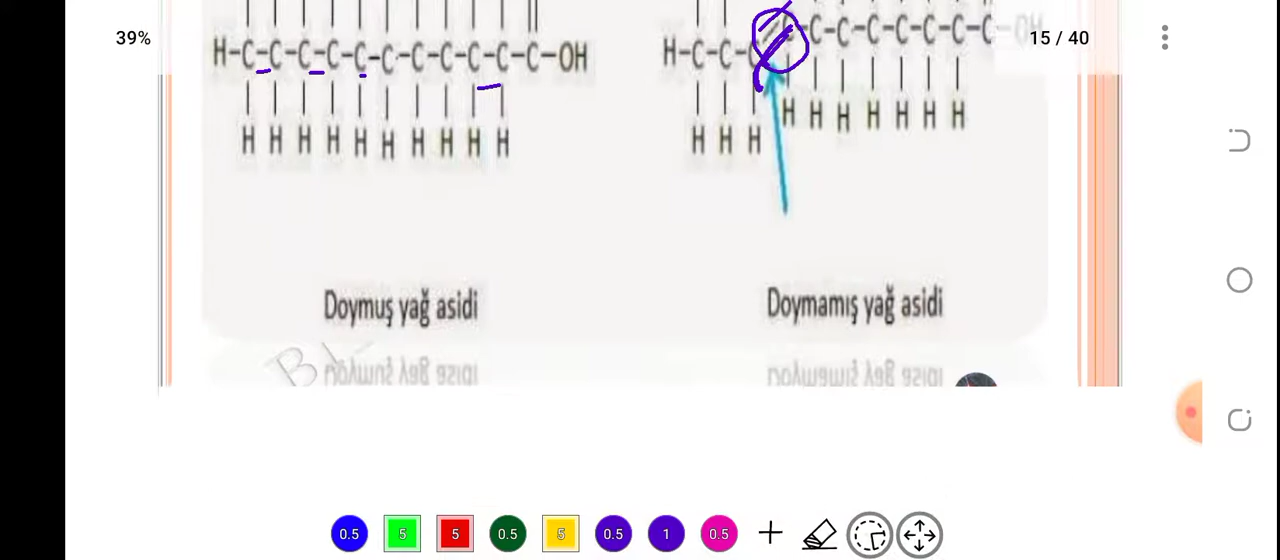 39%
15 / 40
H-C-C-C-C-C-C-C-C-C-C-C-OH
H-C-C-C=C-C-C-C-C-C-C-C-OH
H H H H H H H H H H
H H H H H H H H H H
Doymuş yağ asidi
Doymamış yağ asidi
B
0.5 5 5 0.5 5 0.5 1 0.5